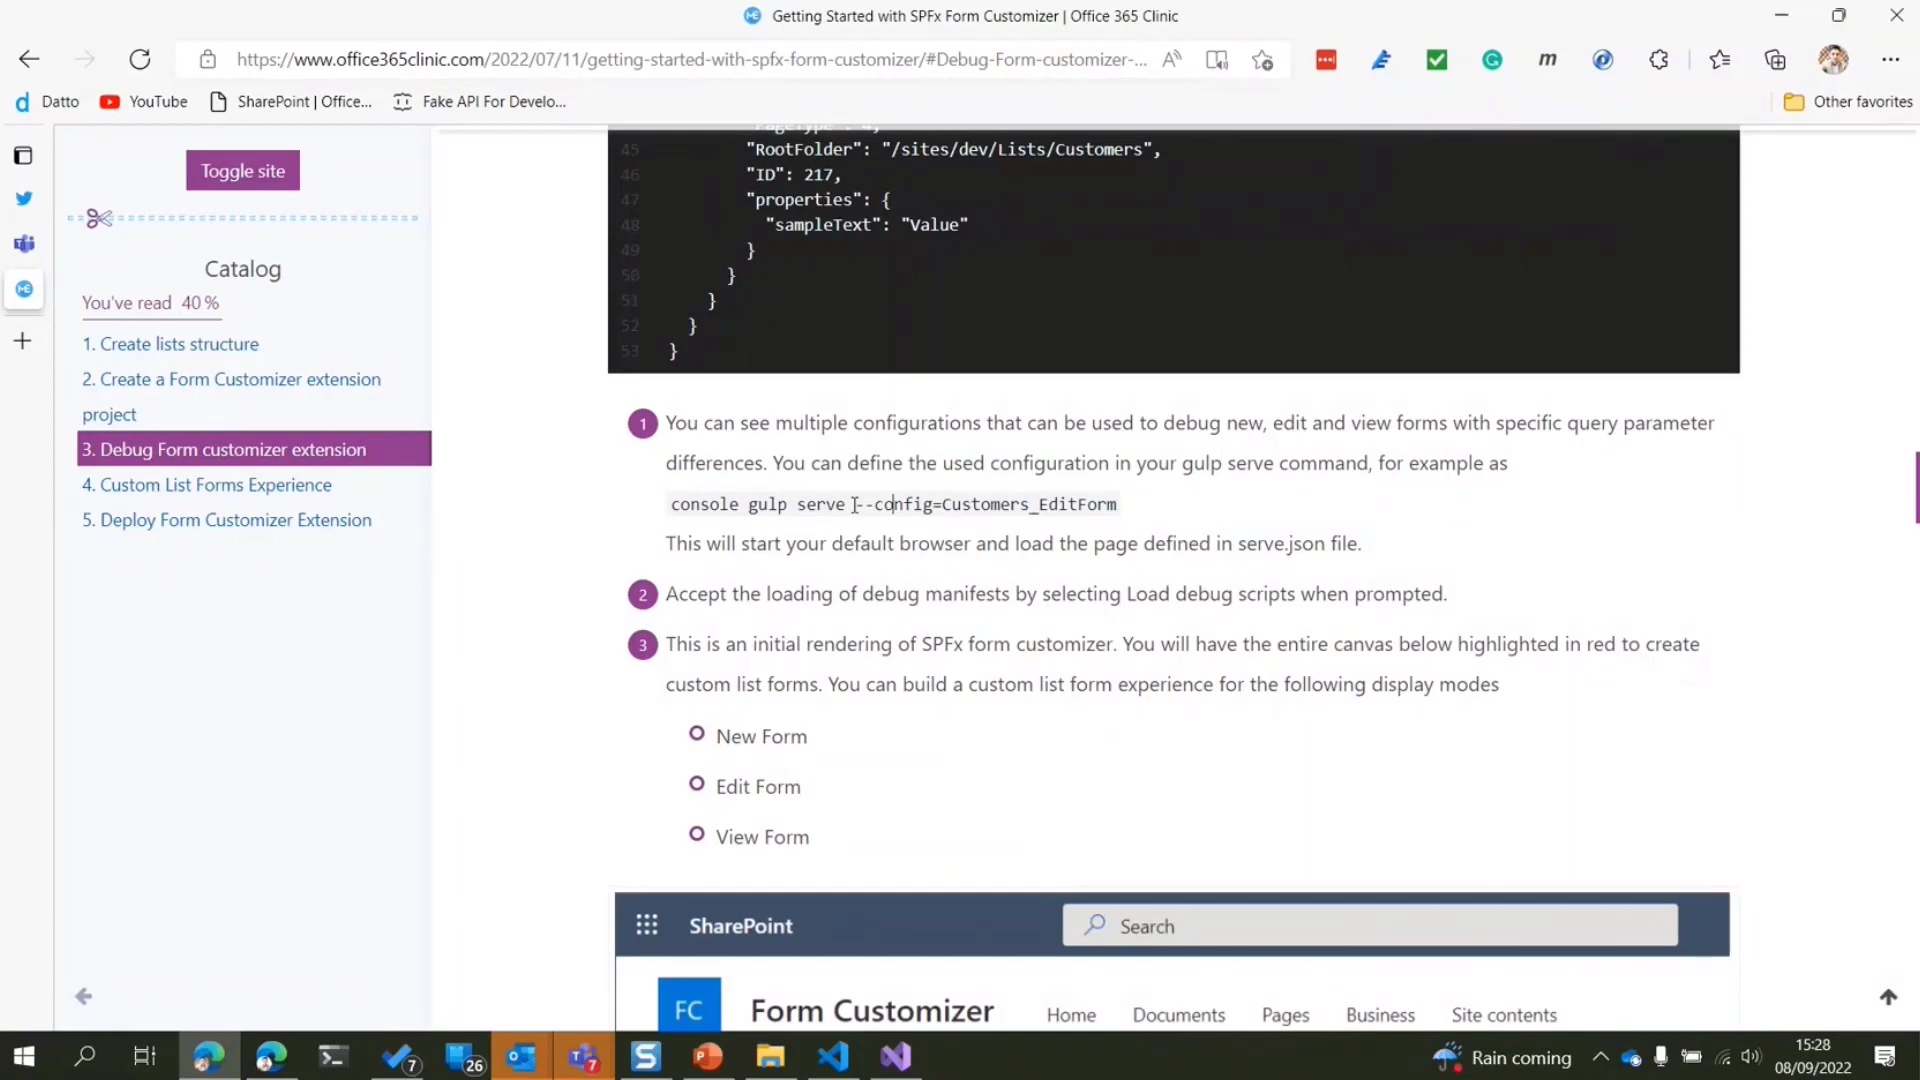 Getting Started with SPFx Form Customizer | Office 365 Clinic
https://www.office365clinic.com/2022/07/11/getting-started-with-spfx-form-customizer/#Debug-Form-customizer-...
Datto
YouTube
SharePoint | Office...
Fake API For Develo...
Other favorites
Toggle site
Catalog
You've read 40 %
1. Create lists structure
2. Create a Form Customizer extension
project
3. Debug Form customizer extension
4. Custom List Forms Experience
5. Deploy Form Customizer Extension
"PageType": 4,
45 "RootFolder": "/sites/dev/Lists/Customers",
46 "ID": 217,
47 "properties": {
48 "sampleText": "Value"
49 }
50 }
51 }
52 }
53 }
1 You can see multiple configurations that can be used to debug new, edit and view forms with specific query parameter
differences. You can define the used configuration in your gulp serve command, for example as
console gulp serve --config=Customers_EditForm
This will start your default browser and load the page defined in serve.json file.
2 Accept the loading of debug manifests by selecting Load debug scripts when prompted.
3 This is an initial rendering of SPFx form customizer. You will have the entire canvas below highlighted in red to create
custom list forms. You can build a custom list form experience for the following display modes
New Form
Edit Form
View Form
SharePoint
Search
FC
Form Customizer
Home
Documents
Pages
Business
Site contents
7
26
7
Rain coming
15:28
08/09/2022